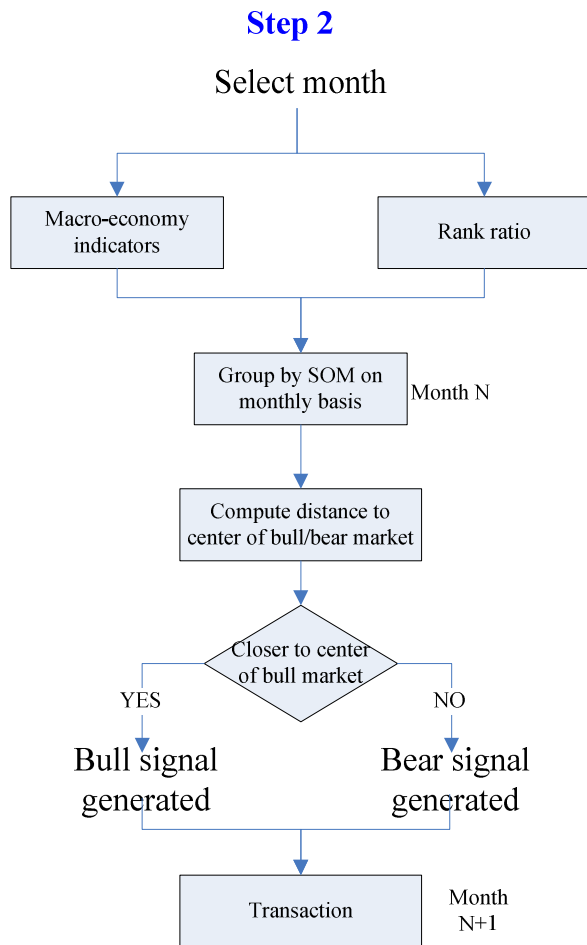 Step 2
Select month
Macro-economy
indicators
Rank ratio
Group by SOM on
monthly basis
Month N
Compute distance to
center of bull/bear market
Closer to center
of bull market
YES
NO
Bull signal
generated
Bear signal
generated
Transaction
Month
N+1